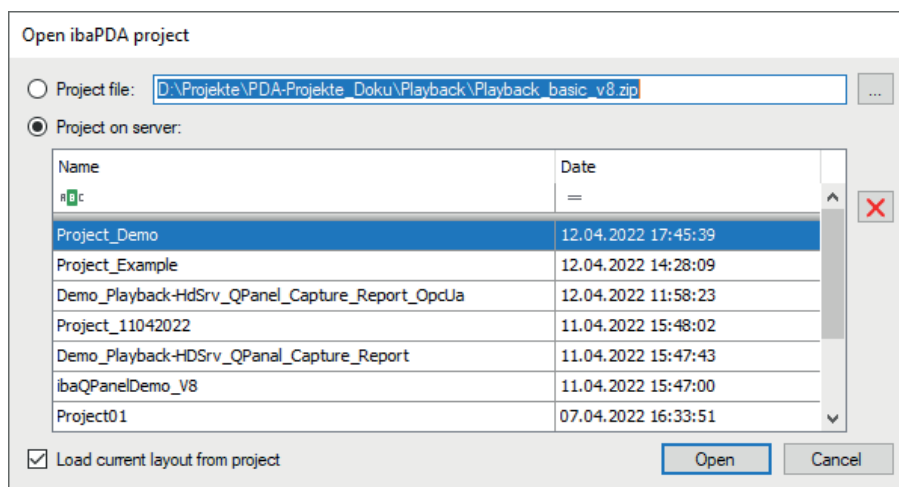 Open ibaPDA project
Project file: D:\Projekte\PDA-Projekte_Doku\Playback\Playback_basic_v8.zip ...
Project on server:
Name Date
ABC =
Project_Demo 12.04.2022 17:45:39
Project_Example 12.04.2022 14:28:09
Demo_Playback-HdSrv_QPanel_Capture_Report_OpcUa 12.04.2022 11:58:23
Project_11042022 11.04.2022 15:48:02
Demo_Playback-HDSrv_QPanal_Capture_Report 11.04.2022 15:47:43
ibaQPanelDemo_V8 11.04.2022 15:47:00
Project01 07.04.2022 16:33:51
Load current layout from project Open Cancel